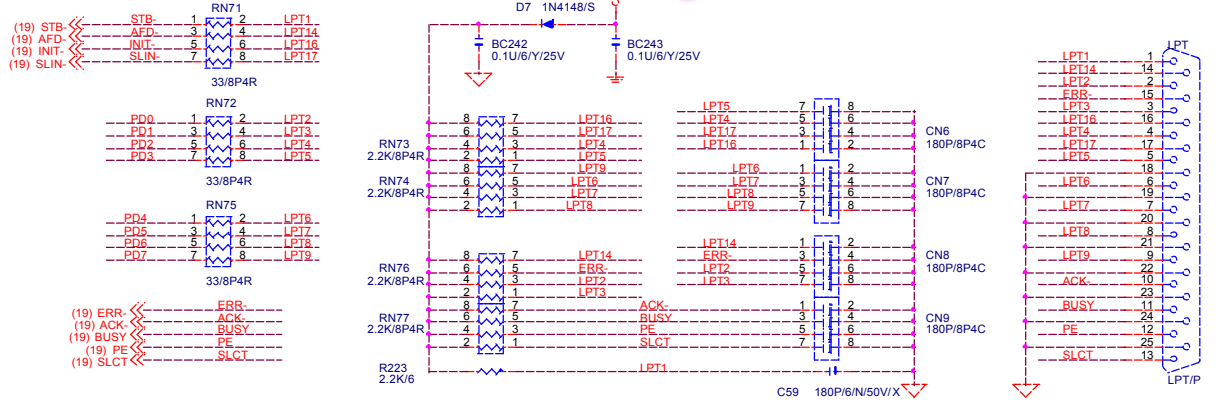 RN71
(19) STB- STB- 1 2 LPT1
(19) AFD- AFD- 3 4 LPT14
(19) INIT- INIT- 5 6 LPT16
(19) SLIN- SLIN- 7 8 LPT17
33/8P4R
RN72
PD0 1 2 LPT2
PD1 3 4 LPT3
PD2 5 6 LPT4
PD3 7 8 LPT5
33/8P4R
RN75
PD4 1 2 LPT6
PD5 3 4 LPT7
PD6 5 6 LPT8
PD7 7 8 LPT9
33/8P4R
(19) ERR- ERR-
(19) ACK- ACK-
(19) BUSY BUSY
(19) PE PE
(19) SLCT SLCT
D7 1N4148/S
BC242
0.1U/6/Y/25V
BC243
0.1U/6/Y/25V
RN73
2.2K/8P4R
8 7 LPT16
6 5 LPT17
4 3 LPT4
2 1 LPT5
RN74
2.2K/8P4R
8 7 LPT9
6 5 LPT6
4 3 LPT7
2 1 LPT8
RN76
2.2K/8P4R
8 7 LPT14
6 5 ERR-
4 3 LPT2
2 1 LPT3
RN77
2.2K/8P4R
8 7 ACK-
6 5 BUSY
4 3 PE
2 1 SLCT
R223
2.2K/6
LPT1
LPT5 7 8
LPT4 5 6
LPT17 3 4
LPT16 1 2
CN6
180P/8P4C
LPT6 1 2
LPT7 3 4
LPT8 5 6
LPT9 7 8
CN7
180P/8P4C
LPT14 1 2
ERR- 3 4
LPT2 5 6
LPT3 7 8
CN8
180P/8P4C
1 2
3 4
5 6
7 8
CN9
180P/8P4C
C59 180P/6/N/50V/X
LPT
LPT1 1
LPT14 14
LPT2 2
ERR- 15
LPT3 3
LPT16 16
LPT4 4
LPT17 17
LPT5 5
18
LPT6 6
19
LPT7 7
20
LPT8 8
21
LPT9 9
22
ACK- 10
23
BUSY 11
24
PE 12
25
SLCT 13
LPT/P